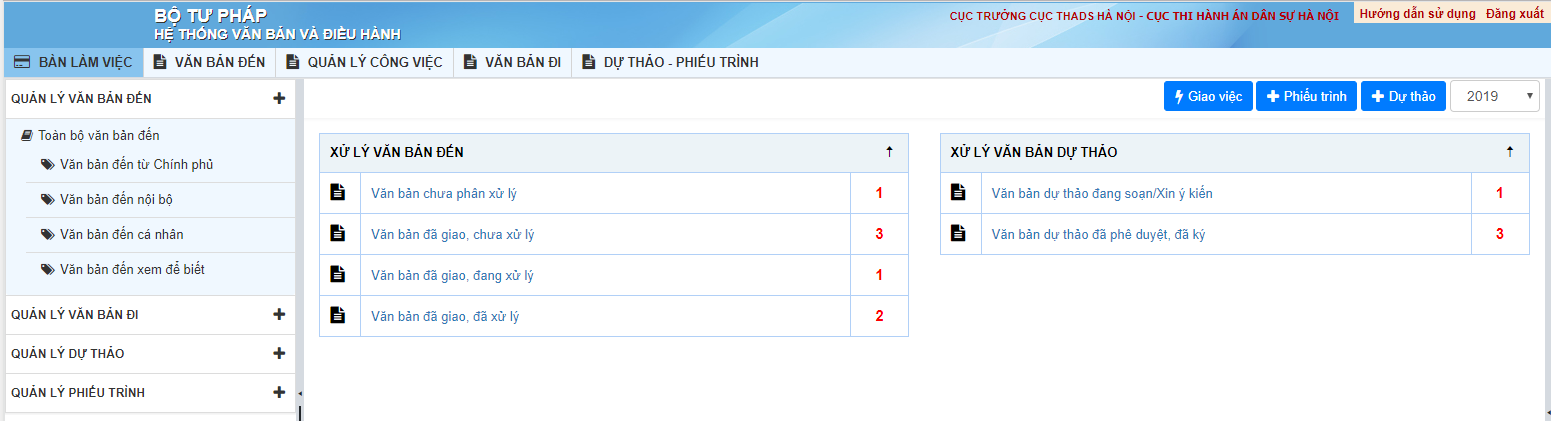 BỘ TƯ PHÁP
HỆ THỐNG VĂN BẢN VÀ ĐIỀU HÀNH
CỤC TRƯỞNG CỤC THADS HÀ NỘI - CỤC THI HÀNH ÁN DÂN SỰ HÀ NỘI
Hướng dẫn sử dụng Đăng xuất
BÀN LÀM VIỆC VĂN BẢN ĐẾN QUẢN LÝ CÔNG VIỆC VĂN BẢN ĐI DỰ THẢO - PHIẾU TRÌNH
QUẢN LÝ VĂN BẢN ĐẾN
Toàn bộ văn bản đến
Văn bản đến từ Chính phủ
Văn bản đến nội bộ
Văn bản đến cá nhân
Văn bản đến xem để biết
QUẢN LÝ VĂN BẢN ĐI
QUẢN LÝ DỰ THẢO
QUẢN LÝ PHIẾU TRÌNH
Giao việc Phiếu trình Dự thảo 2019
XỬ LÝ VĂN BẢN ĐẾN
Văn bản chưa phân xử lý 1
Văn bản đã giao, chưa xử lý 3
Văn bản đã giao, đang xử lý 1
Văn bản đã giao, đã xử lý 2
XỬ LÝ VĂN BẢN DỰ THẢO
Văn bản dự thảo đang soạn/Xin ý kiến 1
Văn bản dự thảo đã phê duyệt, đã ký 3